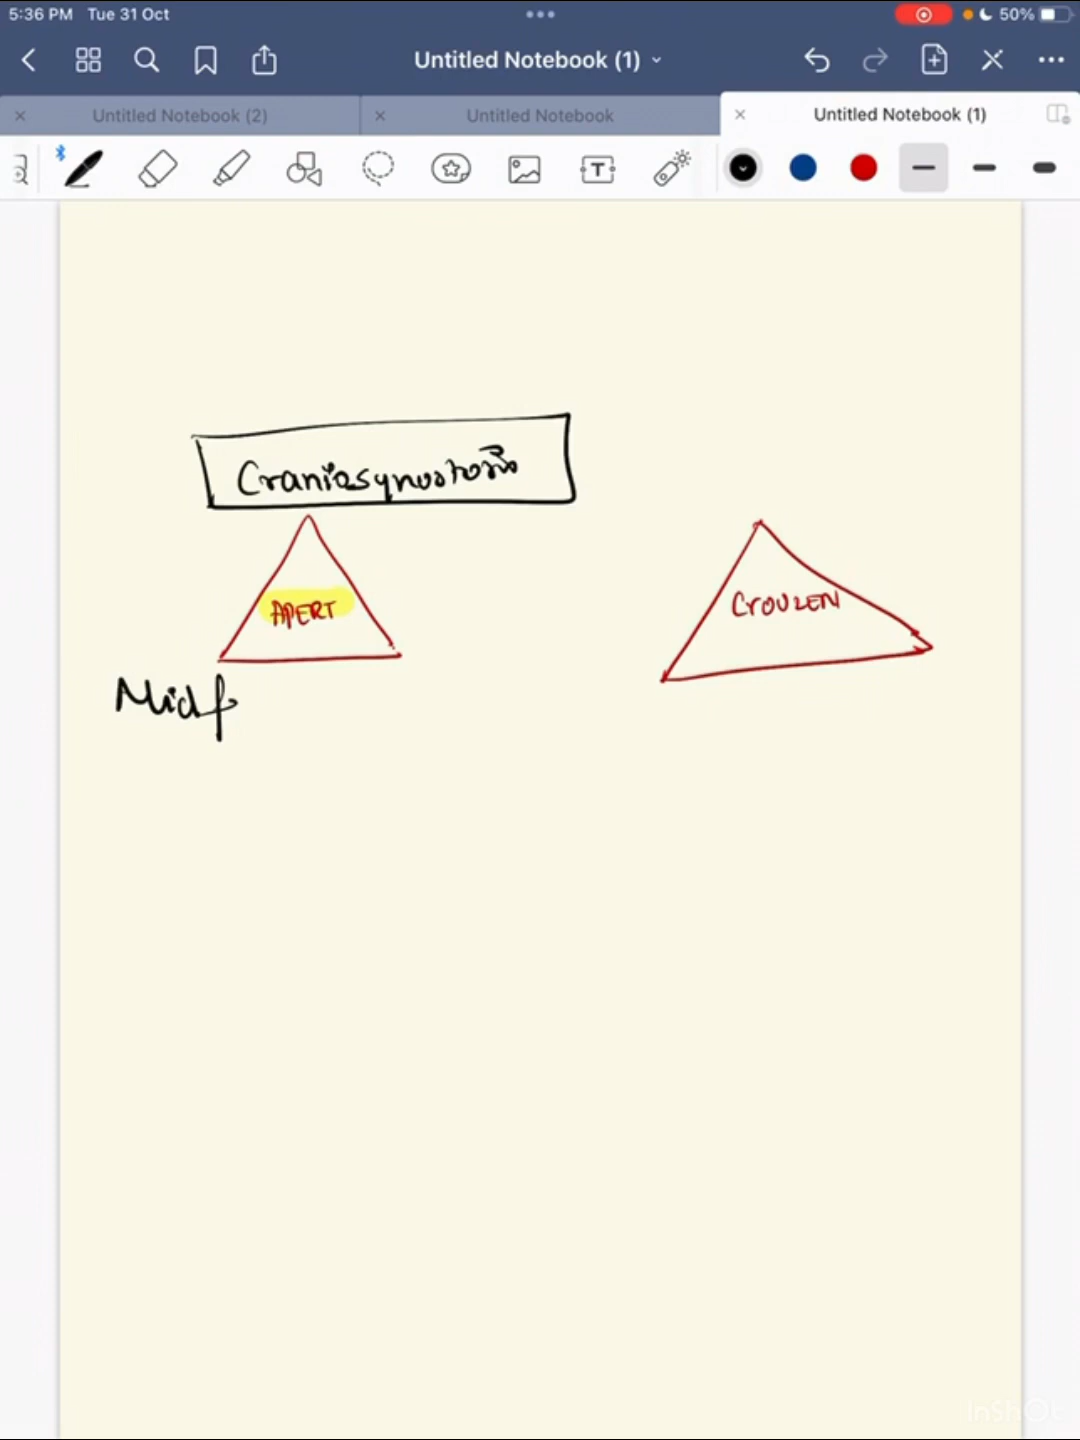 5:36 PM Tue 31 Oct
50%
Untitled Notebook (1)
Untitled Notebook (2)
Untitled Notebook
Untitled Notebook (1)
T
Craniosynostosis
APERT
CROUZEN
Midf
InShOt